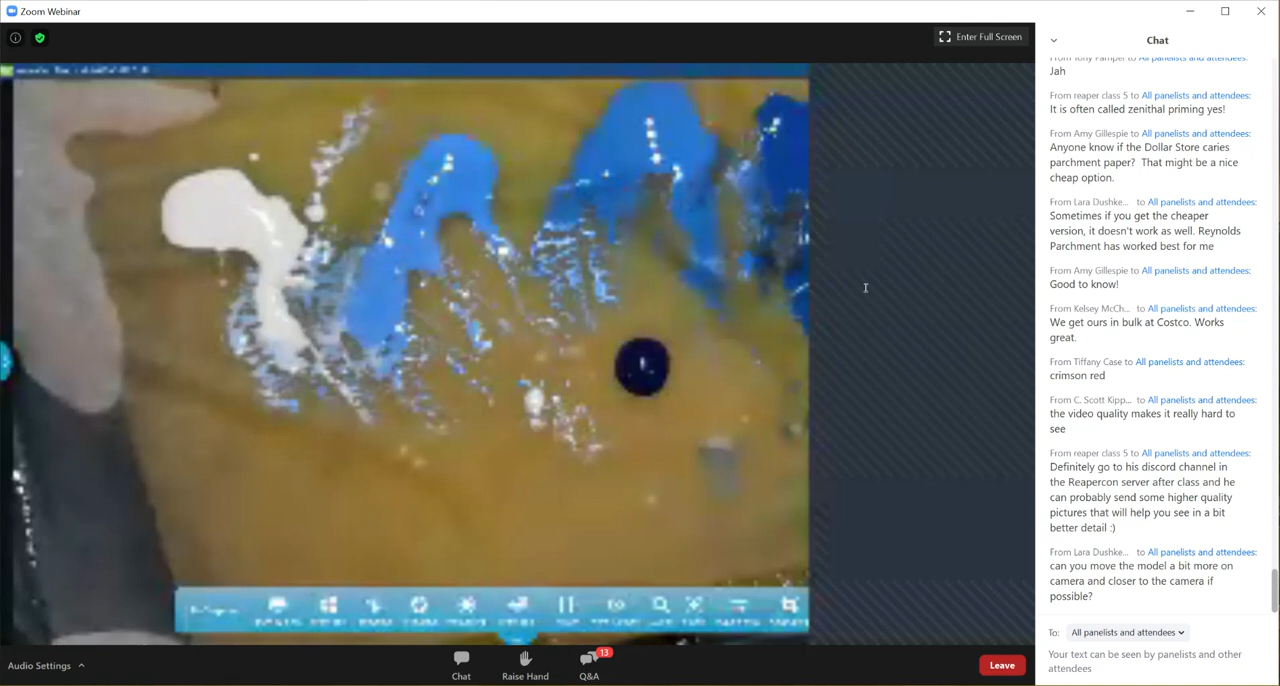 Zoom Webinar
Enter Full Screen
Chat
From Tony Pamper to All panelists and attendees:
Jah
From reaper class 5 to All panelists and attendees:
It is often called zenithal priming yes!
From Amy Gillespie to All panelists and attendees:
Anyone know if the Dollar Store caries
parchment paper? That might be a nice
cheap option.
From Lara Dushke... to All panelists and attendees:
Sometimes if you get the cheaper
version, it doesn't work as well. Reynolds
Parchment has worked best for me
From Amy Gillespie to All panelists and attendees:
Good to know!
From Kelsey McCh... to All panelists and attendees:
We get ours in bulk at Costco. Works
great.
From Tiffany Case to All panelists and attendees:
crimson red
From C. Scott Kipp... to All panelists and attendees:
the video quality makes it really hard to
see
From reaper class 5 to All panelists and attendees:
Definitely go to his discord channel in
the Reapercon server after class and he
can probably send some higher quality
pictures that will help you see in a bit
better detail :)
From Lara Dushke... to All panelists and attendees:
can you move the model a bit more on
camera and closer to the camera if
possible?
To: All panelists and attendees
Your text can be seen by panelists and other
attendees
Audio Settings
Chat
Raise Hand
13
Q&A
Leave